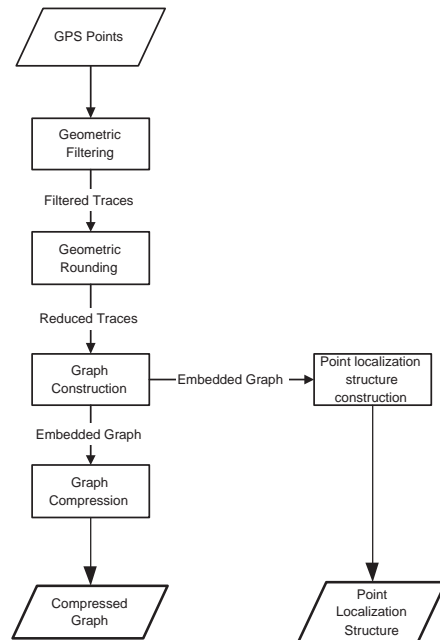 GPS Points
Geometric
Filtering
Filtered Traces
Geometric
Rounding
Reduced Traces
Graph
Construction
Embedded Graph
Point localization
structure
construction
Embedded Graph
Graph
Compression
Compressed
Graph
Point
Localization
Structure